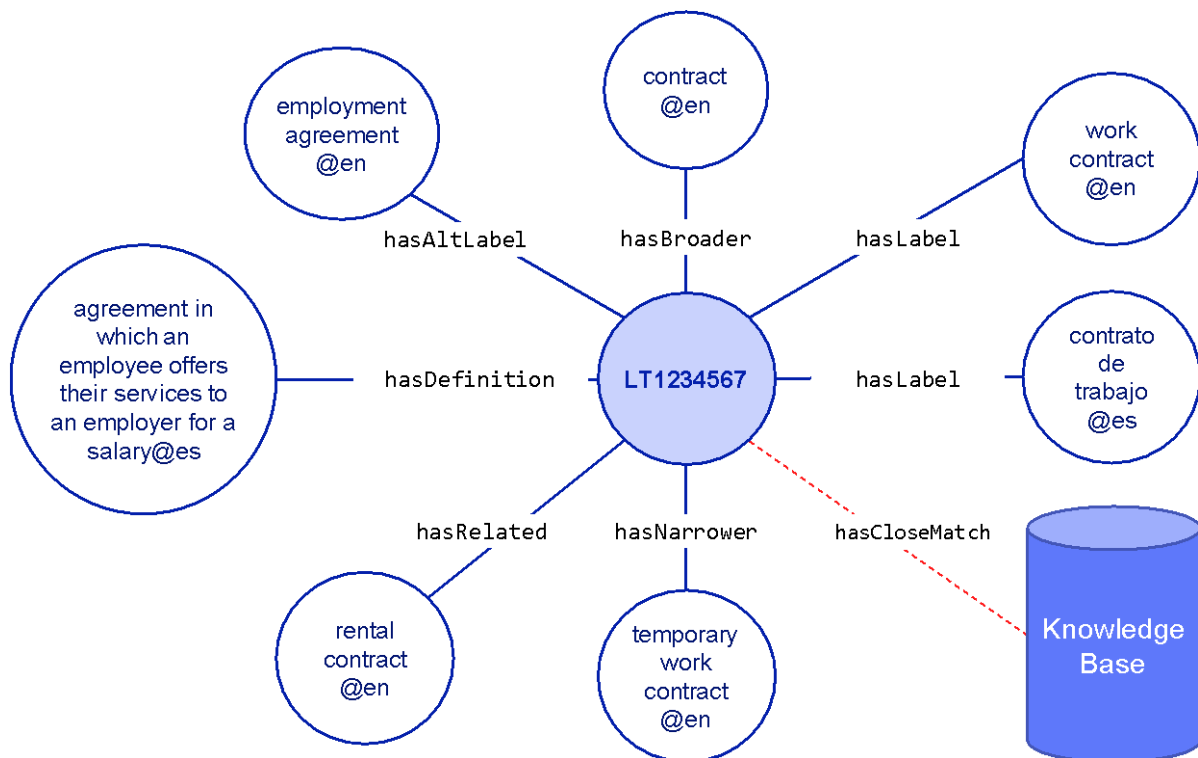 contract
@en
employment
agreement
@en
work
contract
@en
hasAltLabel
hasBroader
hasLabel
agreement in
which an
employee offers
their services to
an employer for a
salary@es
hasDefinition
LT1234567
hasLabel
contrato
de
trabajo
@es
hasRelated
hasNarrower
hasCloseMatch
rental
contract
@en
temporary
work
contract
@en
Knowledge
Base